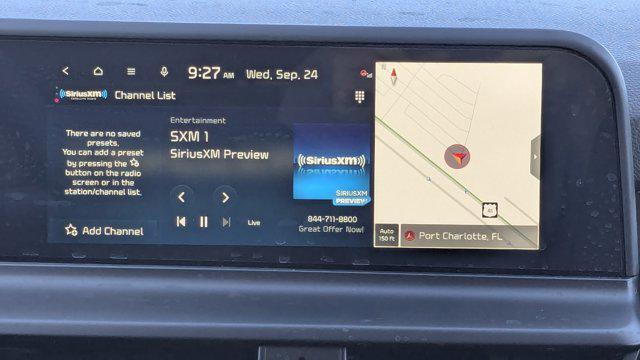 9:27 AM Wed, Sep. 24
SiriusXM Channel List
There are no saved
presets.
You can add a preset
by pressing the
button on the radio
screen or in the
station/channel list.
Add Channel
Entertainment
SXM 1
SiriusXM Preview
Live
SiriusXM
SIRIUSXM
PREVIEW
844-711-8800
Great Offer Now!
N
41
Auto
150 ft
Port Charlotte, FL